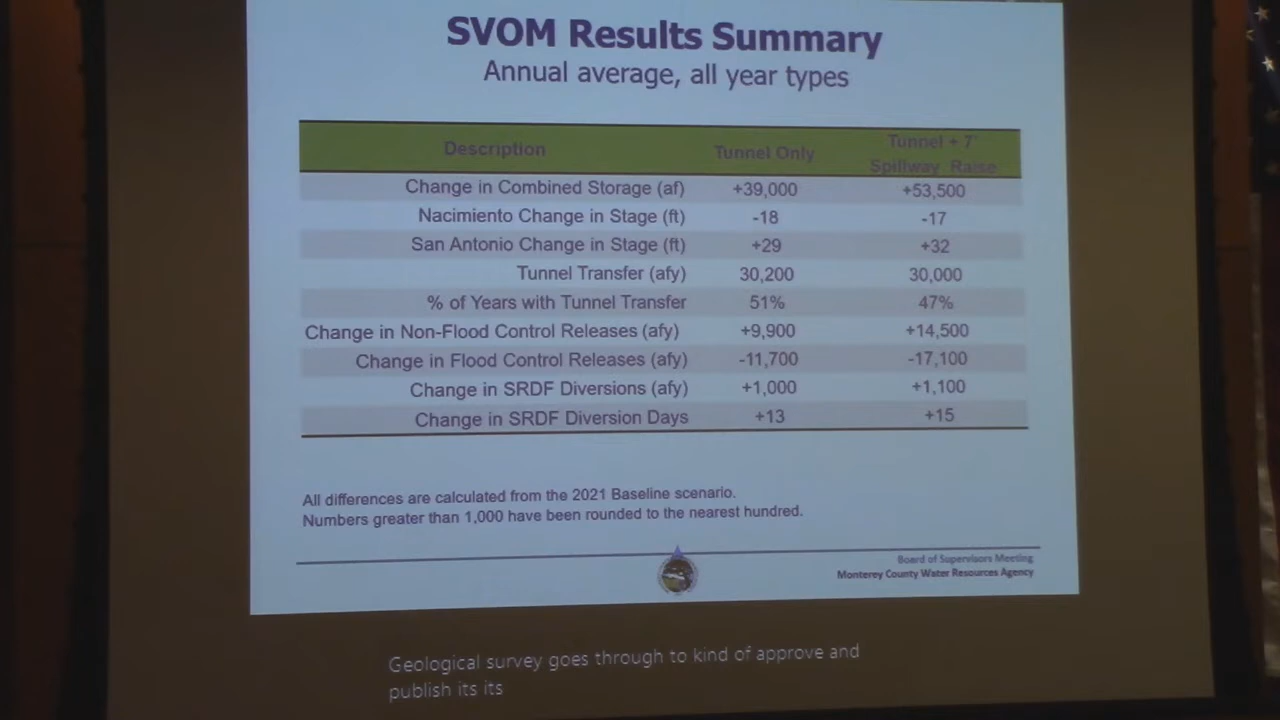 SVOM Results Summary
Annual average, all year types
Description Tunnel Only Tunnel + 7' Spillway Raise
Change in Combined Storage (af) +39,000 +53,500
Nacimiento Change in Stage (ft) -18 -17
San Antonio Change in Stage (ft) +29 +32
Tunnel Transfer (afy) 30,200 30,000
% of Years with Tunnel Transfer 51% 47%
Change in Non-Flood Control Releases (afy) +9,900 +14,500
Change in Flood Control Releases (afy) -11,700 -17,100
Change in SRDF Diversions (afy) +1,000 +1,100
Change in SRDF Diversion Days +13 +15
All differences are calculated from the 2021 Baseline scenario.
Numbers greater than 1,000 have been rounded to the nearest hundred.
Board of Supervisors Meeting
Monterey County Water Resources Agency
Geological survey goes through to kind of approve and
publish its its